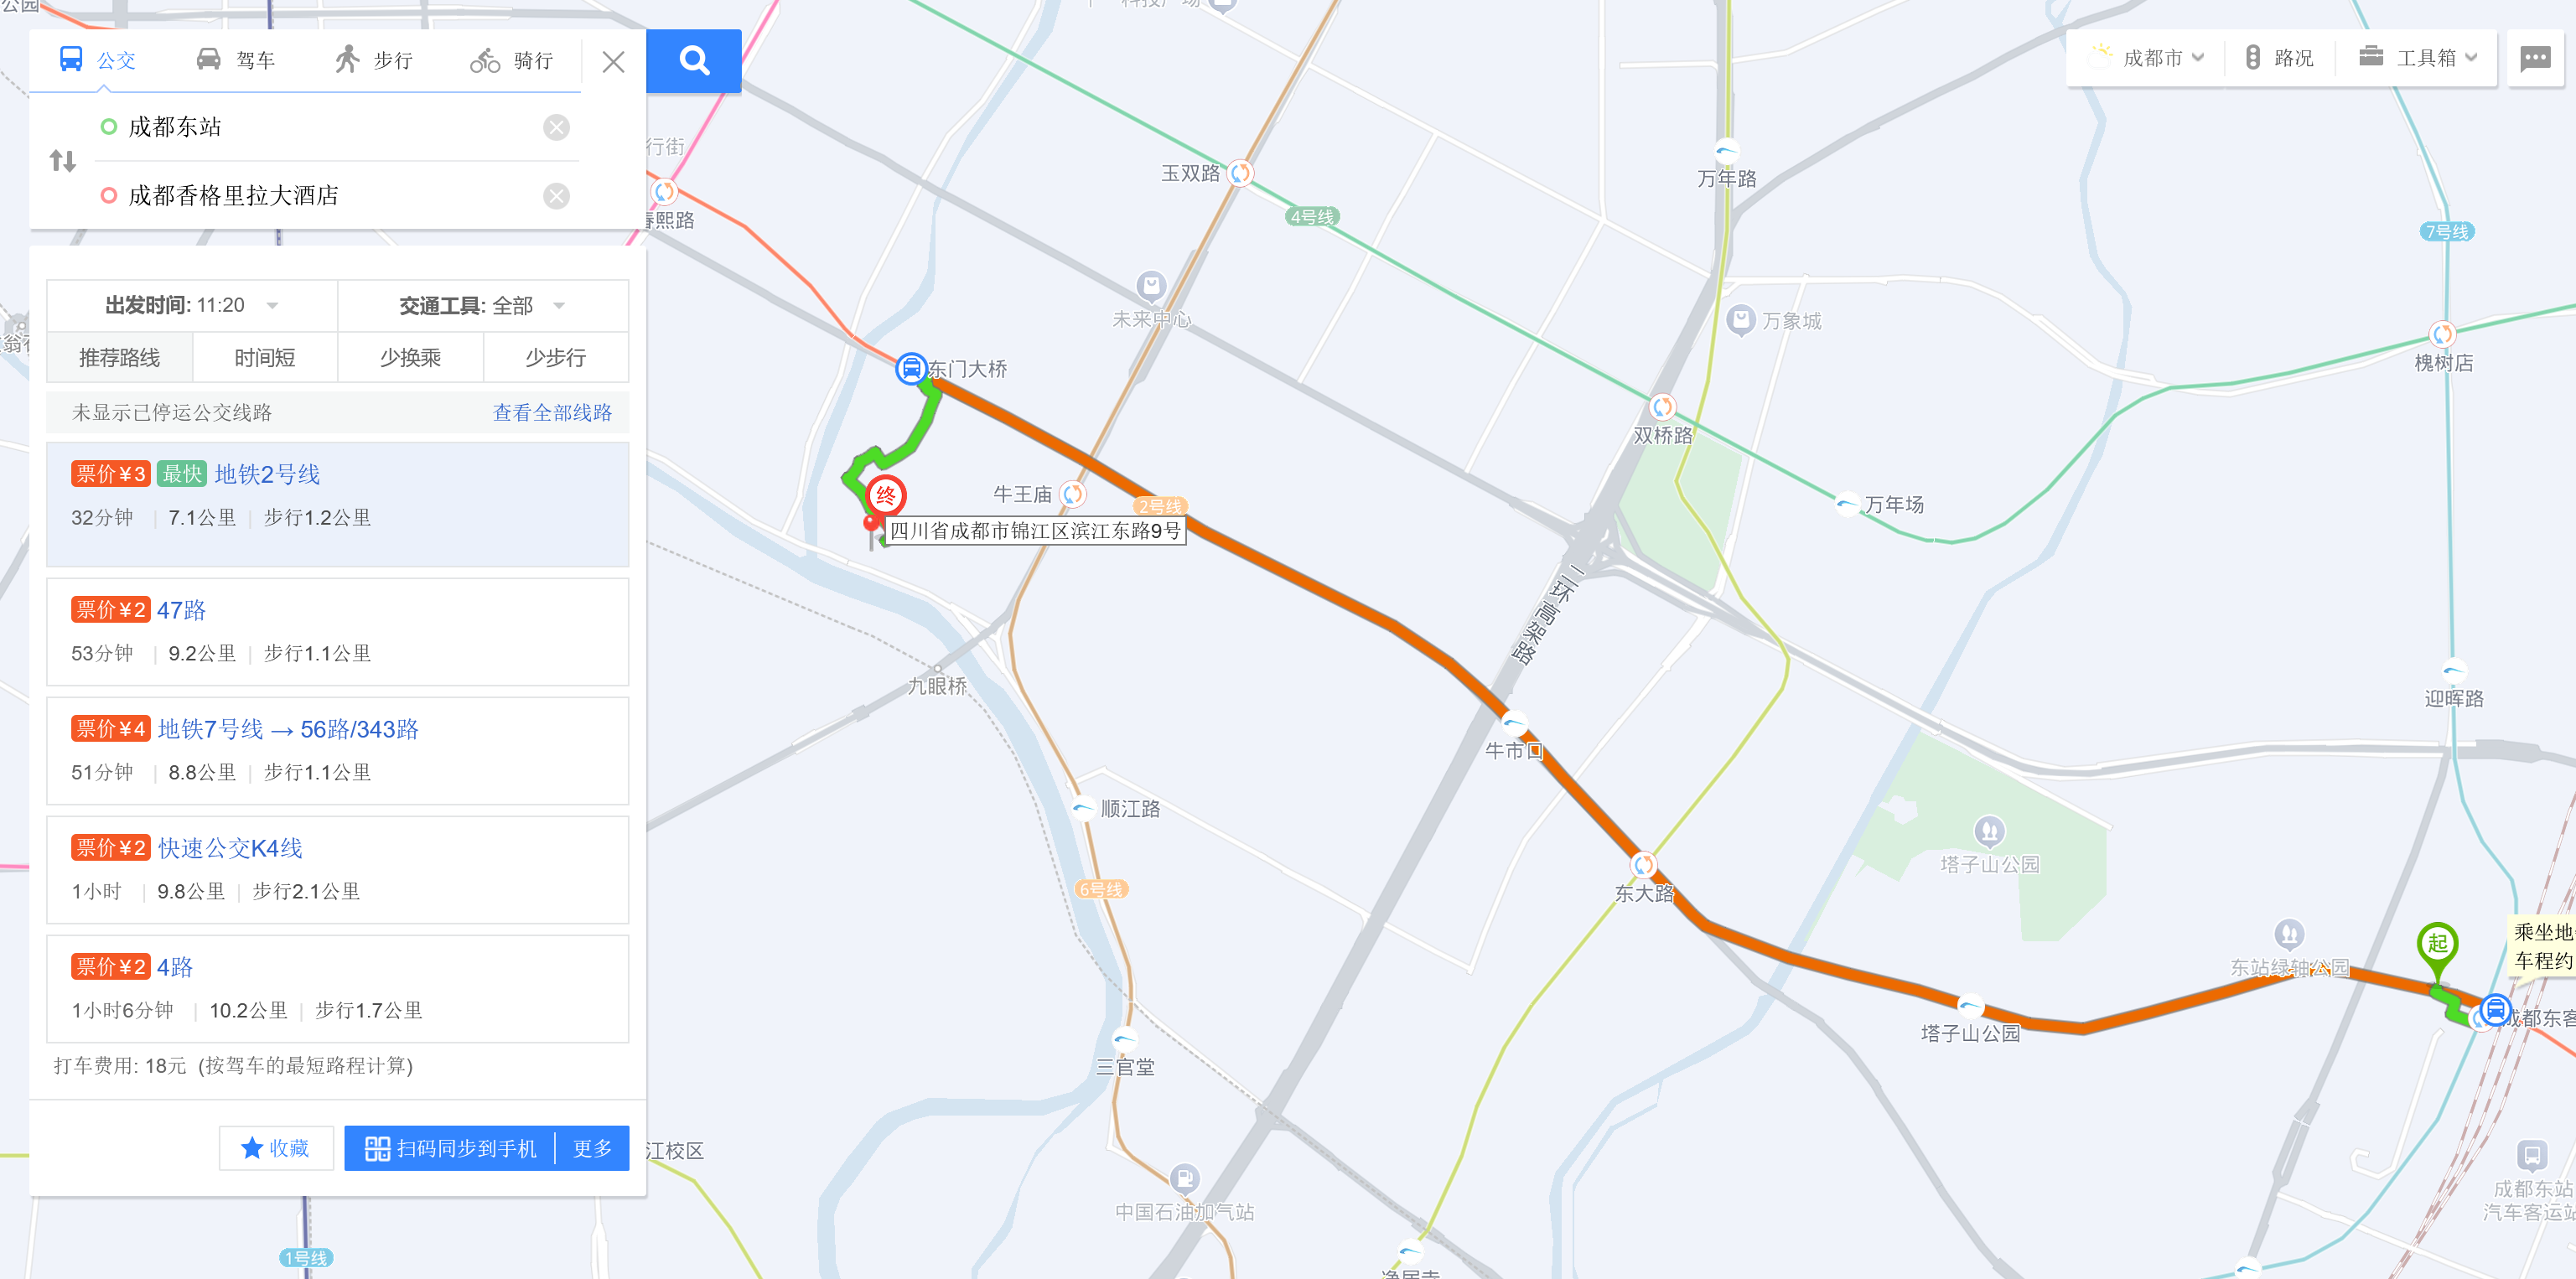 公交
驾车
步行
骑行
成都东站
成都香格里拉大酒店
出发时间: 11:20
交通工具: 全部
推荐路线
时间短
少换乘
少步行
未显示已停运公交线路
查看全部线路
票价¥3 最快 地铁2号线
32分钟 | 7.1公里 | 步行1.2公里
票价¥2 47路
53分钟 | 9.2公里 | 步行1.1公里
票价¥4 地铁7号线 → 56路/343路
51分钟 | 8.8公里 | 步行1.1公里
票价¥2 快速公交K4线
1小时 | 9.8公里 | 步行2.1公里
票价¥2 4路
1小时6分钟 | 10.2公里 | 步行1.7公里
打车费用: 18元 (按驾车的最短路程计算)
收藏
扫码同步到手机
更多
成都市
路况
工具箱
公园
行街
春熙路
玉双路
4号线
万年路
7号线
未来中心
万象城
槐树店
东门大桥
双桥路
牛王庙
2号线
万年场
终
四川省成都市锦江区滨江东路9号
二环高架路
九眼桥
迎晖路
牛市口
顺江路
塔子山公园
6号线
东大路
起
乘坐地
车程约
东站绿轴公园
成都东客
塔子山公园
三官堂
江校区
中国石油加气站
成都东站
汽车客运站
1号线